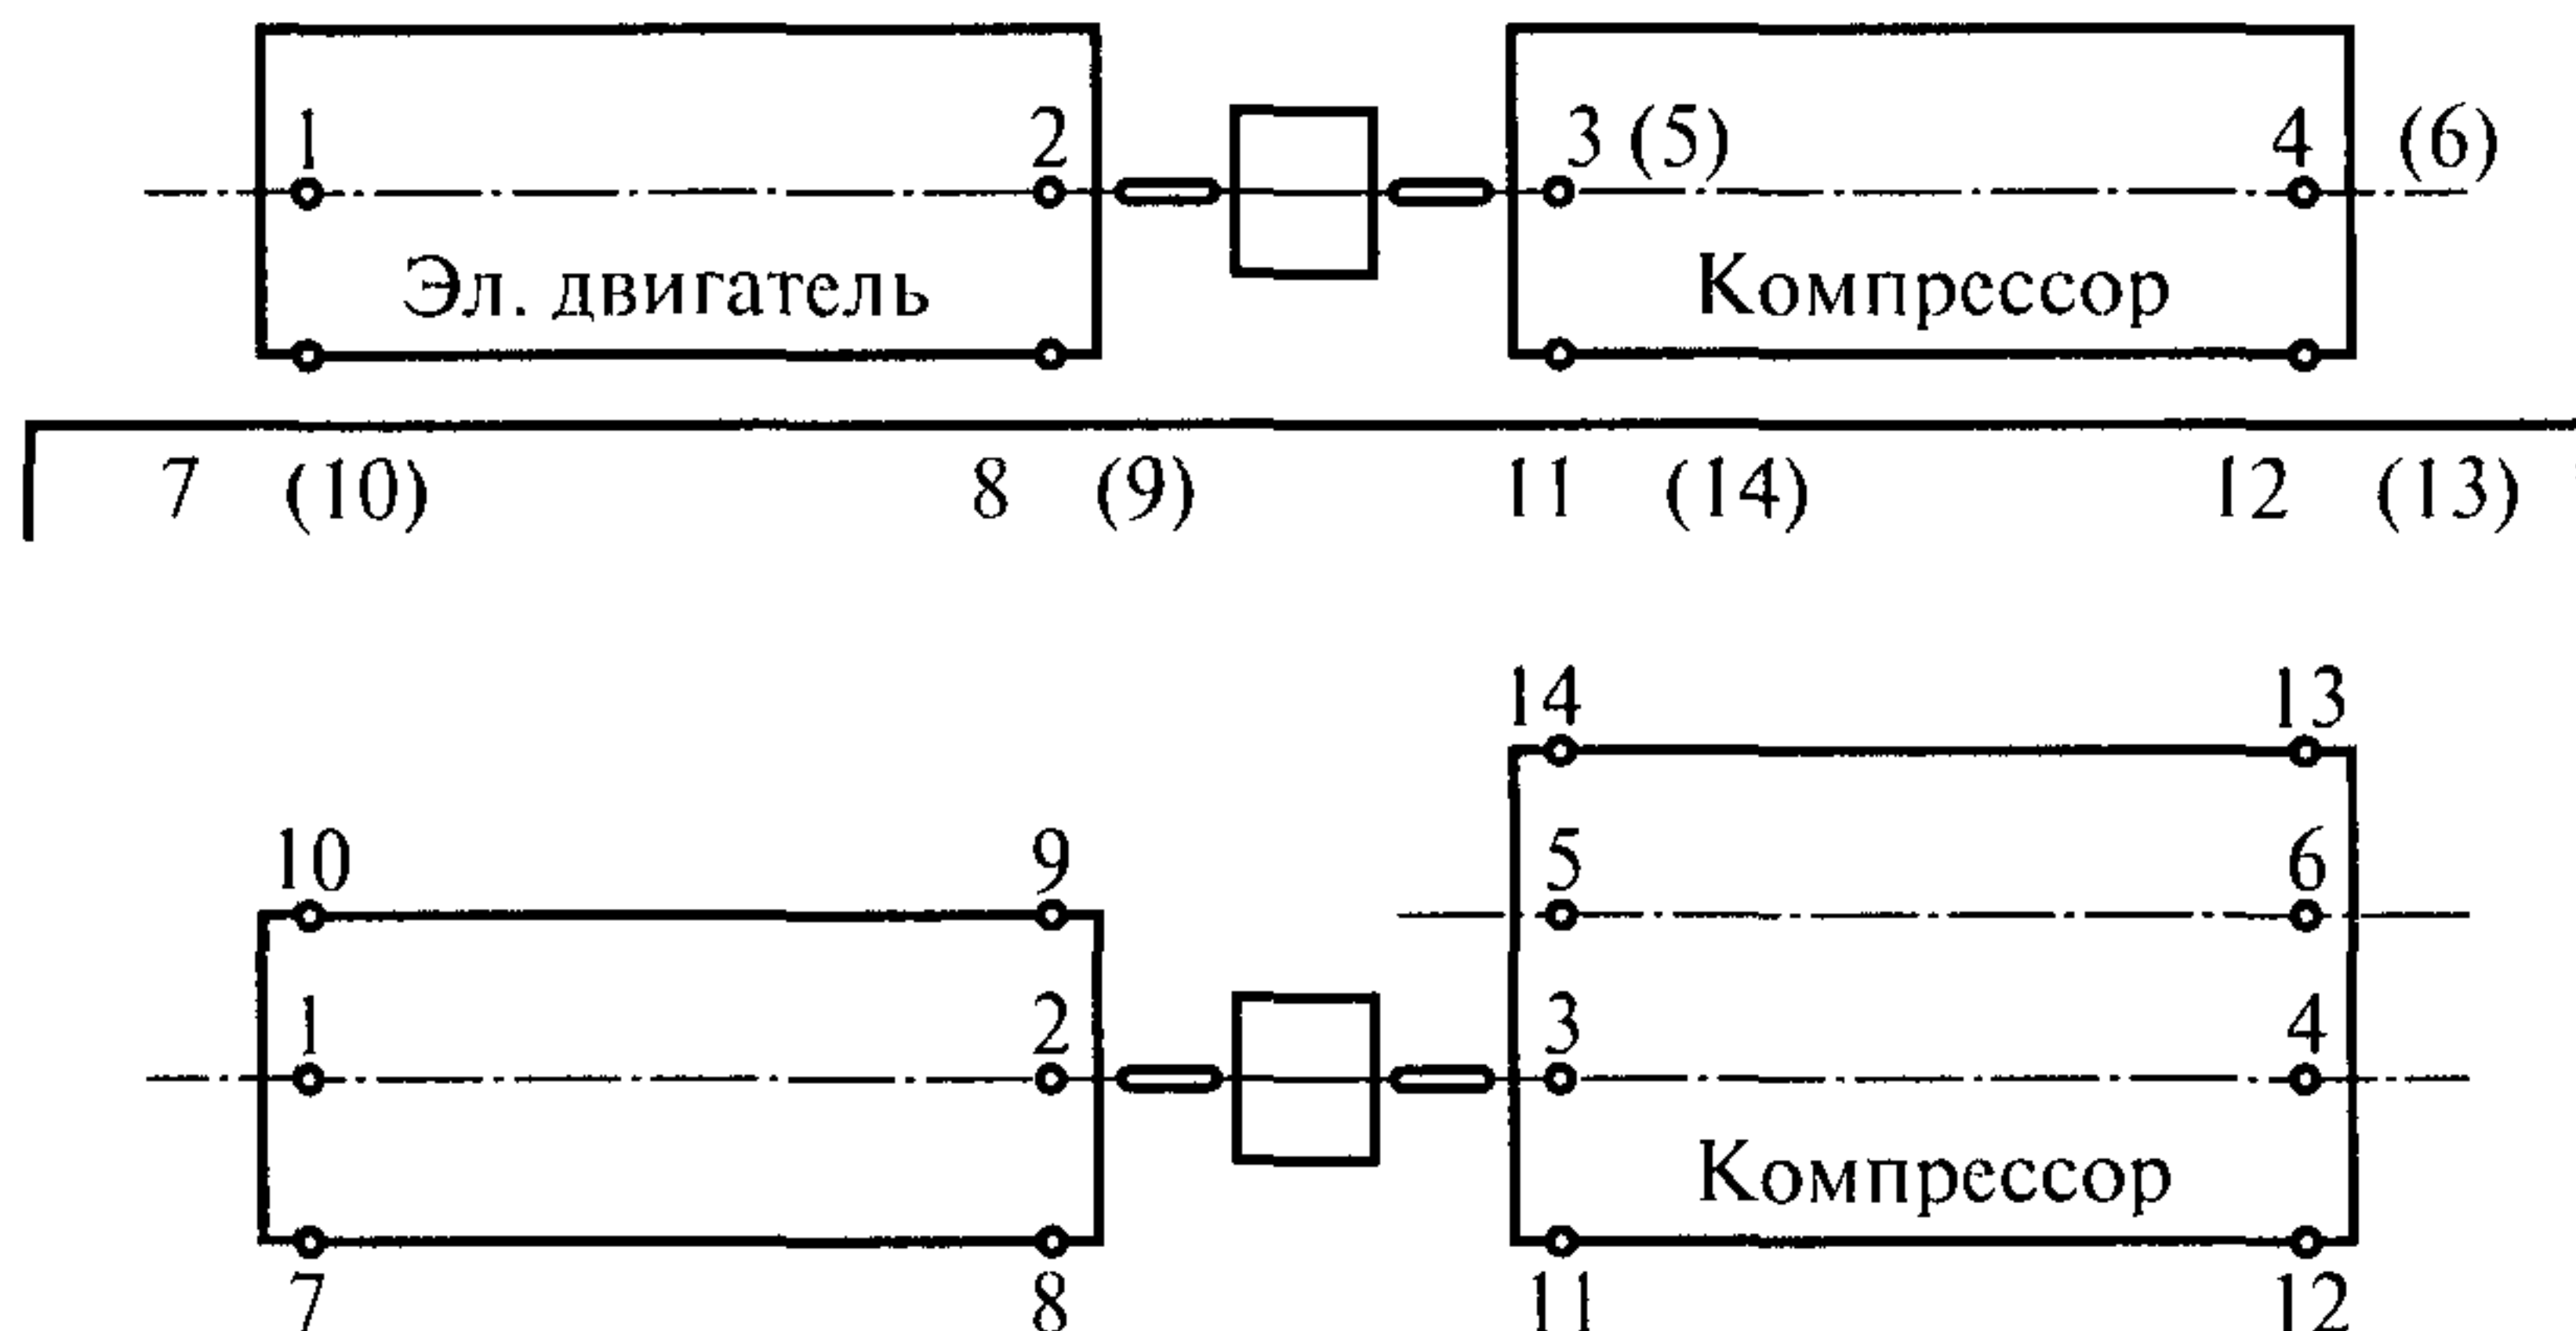 1 2 3 (5) 4 (6)
Эл. двигатель Компрессор
7 (10) 8 (9) 11 (14) 12 (13)
14 13
10 9 5 6
1 2 3 4
Компрессор
7 8 11 12